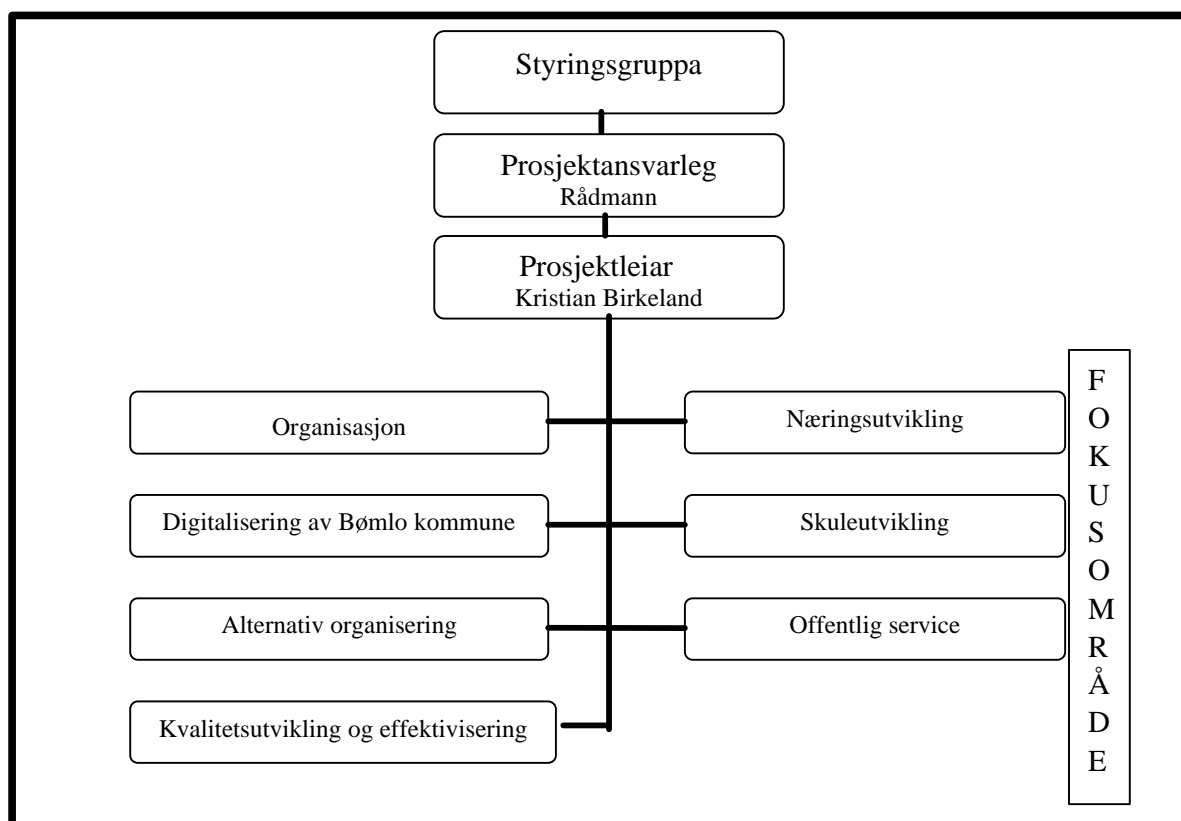 Styringsgruppa
Prosjektansvarleg
Rådmann
Prosjektleiar
Kristian Birkeland
Organisasjon
Næringsutvikling
Digitalisering av Bømlo kommune
Skuleutvikling
Alternativ organisering
Offentlig service
Kvalitetsutvikling og effektivisering
F
O
K
U
S
O
M
R
Å
D
E